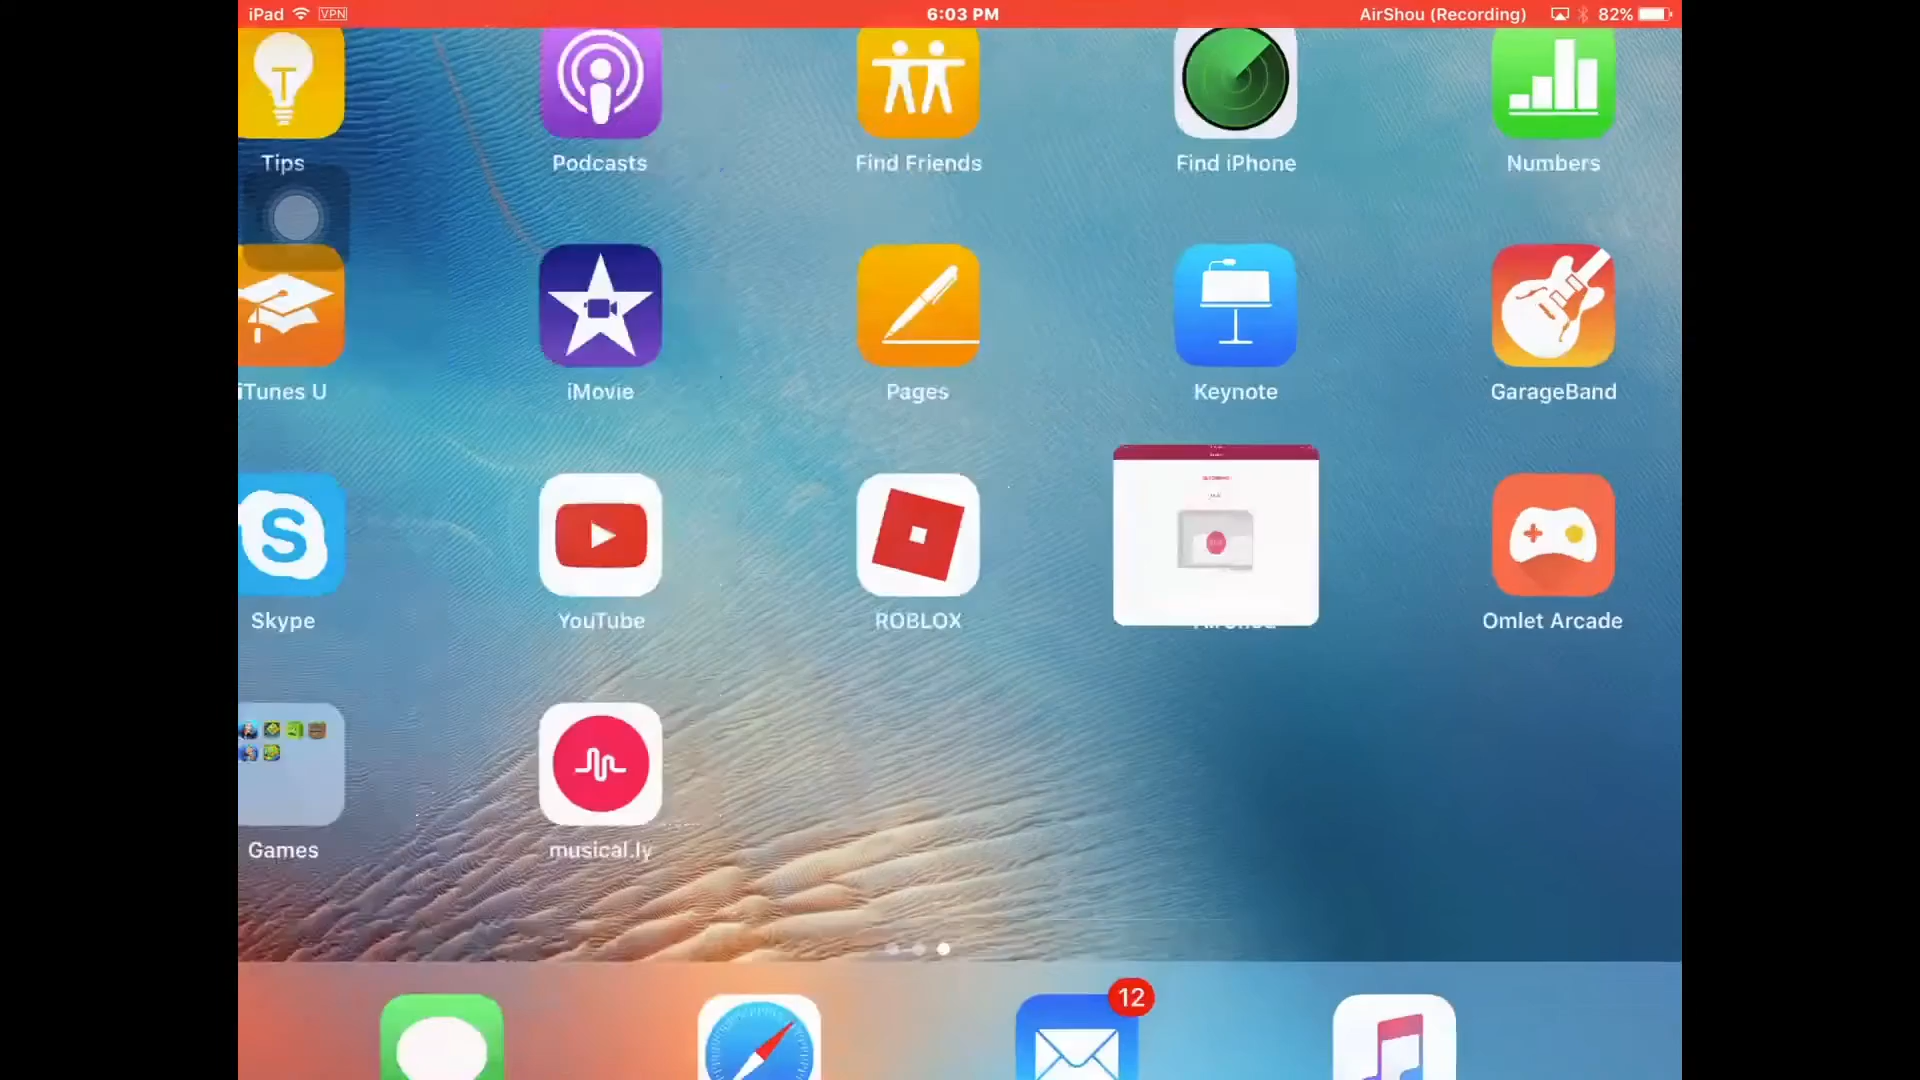 iPad VPN 6:03 PM AirShou (Recording) 82%
Tips Podcasts Find Friends Find iPhone Numbers
iTunes U iMovie Pages Keynote GarageBand
Skype YouTube ROBLOX AirShou Omlet Arcade
Games musical.ly
12